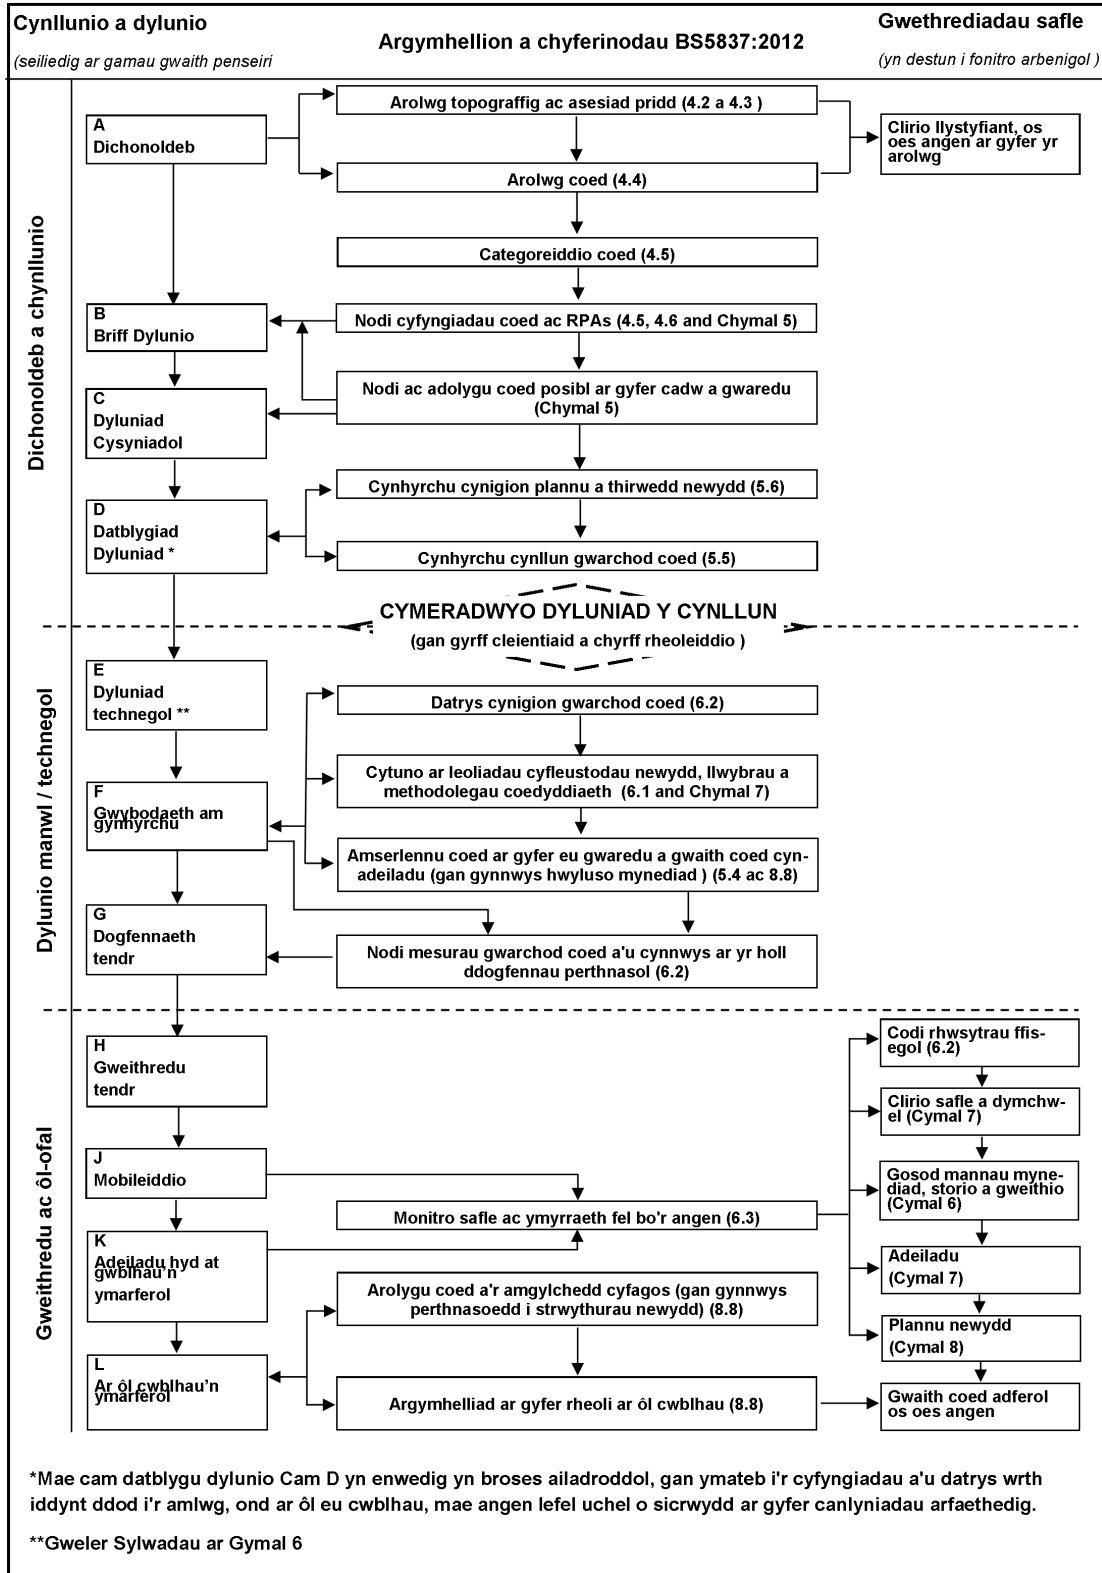 Cynllunio a dylunio
(seiliedig ar gamau gwaith penseiri
Argymhellion a chyferinodau BS5837:2012
Gwethrediadau safle
(yn destun i fonitro arbenigol )
Dichonoldeb a chynllunio
A
Dichonoldeb
Arolwg topograffig ac asesiad pridd (4.2 a 4.3 )
Clirio llystyfiant, os
oes angen ar gyfer yr
arolwg
Arolwg coed (4.4)
Categoreiddio coed (4.5)
B
Briff Dylunio
Nodi cyfyngiadau coed ac RPAs (4.5, 4.6 and Chymal 5)
C
Dyluniad
Cysyniadol
Nodi ac adolygu coed posibl ar gyfer cadw a gwaredu
(Chymal 5)
D
Datblygiad
Dyluniad *
Cynhyrchu cynigion plannu a thirwedd newydd (5.6)
Cynhyrchu cynllun gwarchod coed (5.5)
CYMERADWYO DYLUNIAD Y CYNLLUN
(gan gyrff cleientiaid a chyrff rheoleiddio )
Dylunio manwl / technegol
E
Dyluniad
technegol **
Datrys cynigion gwarchod coed (6.2)
F
Gwybodaeth am
gynhyrchu
Cytuno ar leoliadau cyfleustodau newydd, llwybrau a
methodolegau coedyddiaeth (6.1 and Chymal 7)
Amserlennu coed ar gyfer eu gwaredu a gwaith coed cyn-
adeiladu (gan gynnwys hwyluso mynediad ) (5.4 ac 8.8)
G
Dogfennaeth
tendr
Nodi mesurau gwarchod coed a'u cynnwys ar yr holl
ddogfennau perthnasol (6.2)
Gweithredu ac ôl-ofal
H
Gweithredu
tendr
Codi rhwsytrau ffis-
egol (6.2)
Clirio safle a dymchw-
el (Cymal 7)
J
Mobileiddio
Gosod mannau myne-
diad, storio a gweithio
(Cymal 6)
Monitro safle ac ymyrraeth fel bo'r angen (6.3)
K
Adeiladu hyd at
gwblhau'n
ymarferol
Adeiladu
(Cymal 7)
Arolygu coed a'r amgylchedd cyfagos (gan gynnwys
perthnasoedd i strwythurau newydd) (8.8)
Plannu newydd
(Cymal 8)
L
Ar ôl cwblhau'n
ymarferol
Argymhelliad ar gyfer rheoli ar ôl cwblhau (8.8)
Gwaith coed adferol
os oes angen
*Mae cam datblygu dylunio Cam D yn enwedig yn broses ailadroddol, gan ymateb i'r cyfyngiadau a'u datrys wrth
iddynt ddod i'r amlwg, ond ar ôl eu cwblhau, mae angen lefel uchel o sicrwydd ar gyfer canlyniadau arfaethedig.
**Gweler Sylwadau ar Gymal 6